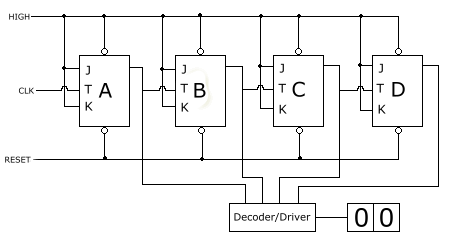 HIGH
J J J J
CLK T A T B T C T D
K K K K
RESET
Decoder/Driver 0 0